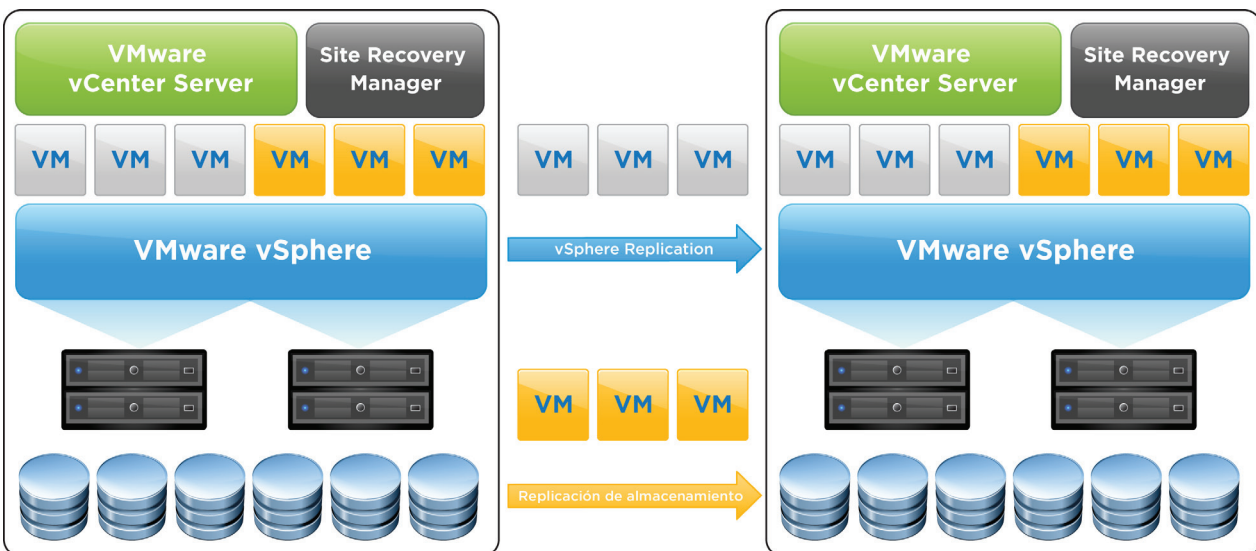 VMware
vCenter Server
Site Recovery
Manager
VM VM VM VM VM VM
VMware vSphere
VM VM VM
vSphere Replication
VM VM VM
Replicación de almacenamiento
VMware
vCenter Server
Site Recovery
Manager
VM VM VM VM VM VM
VMware vSphere